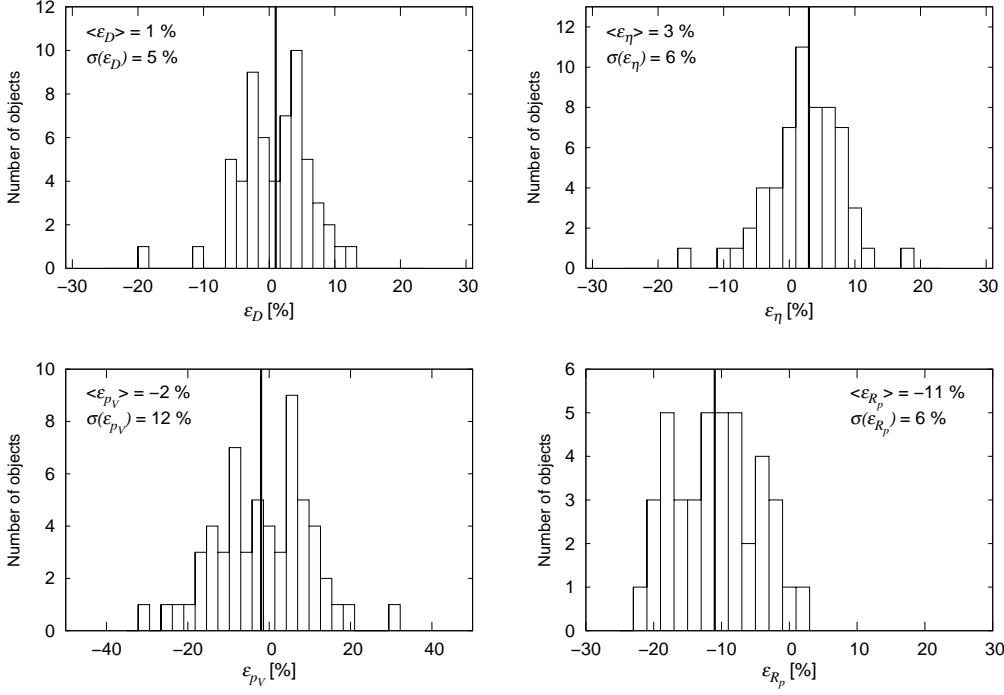 12
10
8
6
4
2
0
Number of objects
<ε_D> = 1 %
σ(ε_D) = 5 %
−30 −20 −10 0 10 20 30
ε_D [%]
12
10
8
6
4
2
0
Number of objects
<ε_η> = 3 %
σ(ε_η) = 6 %
−30 −20 −10 0 10 20 30
ε_η [%]
10
8
6
4
2
0
Number of objects
<ε_{p_V}> = −2 %
σ(ε_{p_V}) = 12 %
−40 −20 0 20 40
ε_{p_V} [%]
6
5
4
3
2
1
0
Number of objects
<ε_{R_p}> = −11 %
σ(ε_{R_p}) = 6 %
−30 −20 −10 0 10 20 30
ε_{R_p} [%]